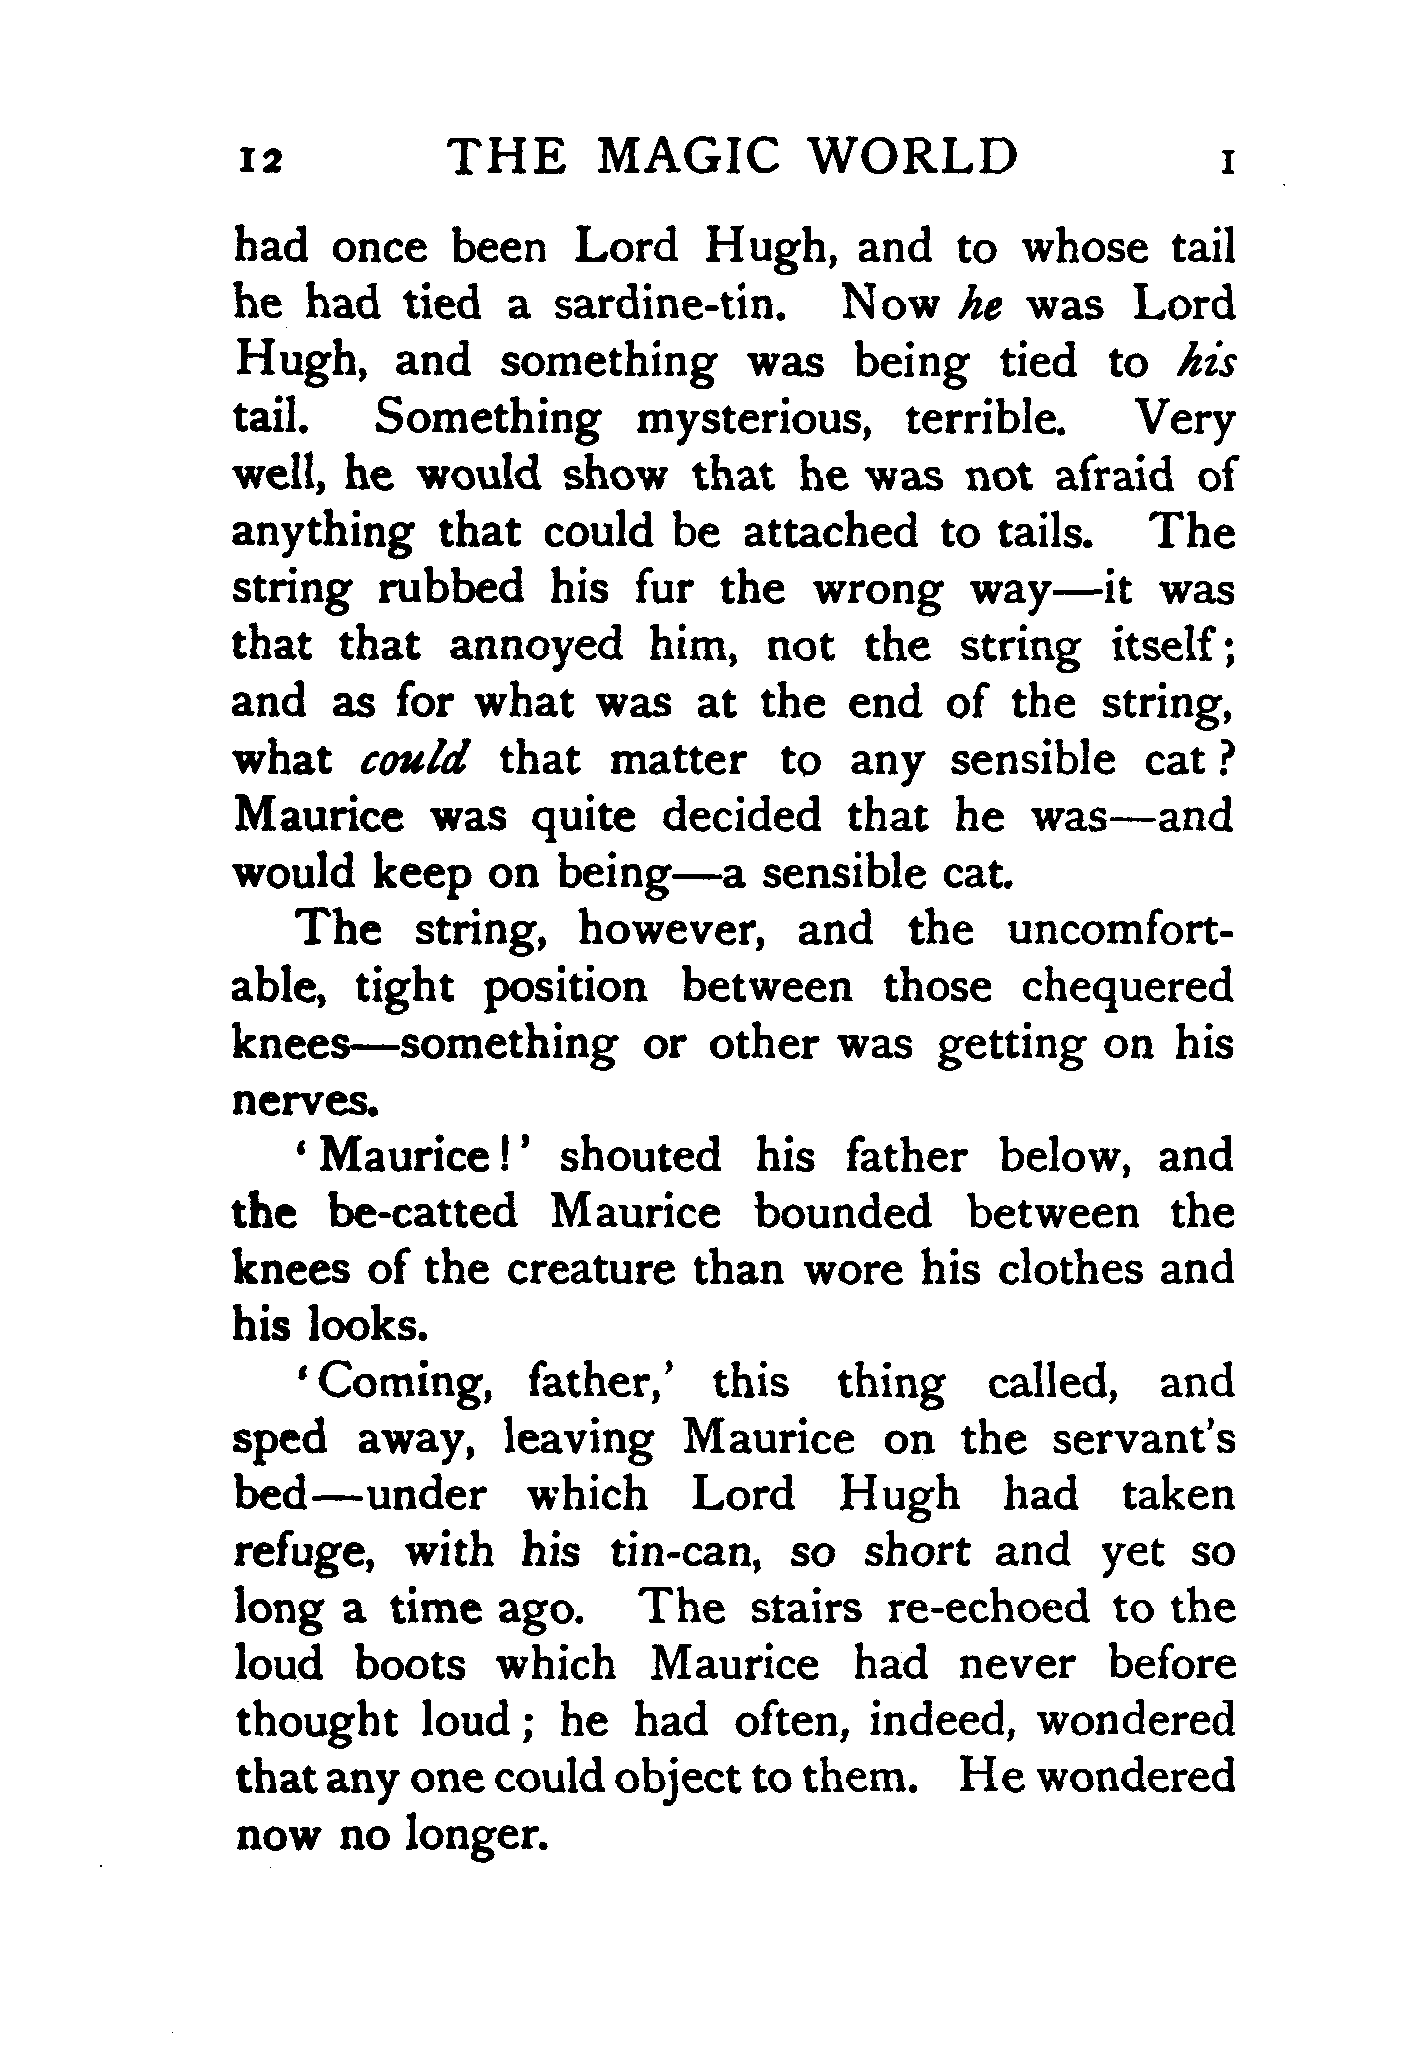 12 THE MAGIC WORLD I
had once been Lord Hugh, and to whose tail
he had tied a sardine-tin. Now he was Lord
Hugh, and something was being tied to his
tail. Something mysterious, terrible. Very
well, he would show that he was not afraid of
anything that could be attached to tails. The
string rubbed his fur the wrong way—it was
that that annoyed him, not the string itself;
and as for what was at the end of the string,
what could that matter to any sensible cat?
Maurice was quite decided that he was—and
would keep on being—a sensible cat.
The string, however, and the uncomfort-
able, tight position between those chequered
knees—something or other was getting on his
nerves.
'Maurice!' shouted his father below, and
the be-catted Maurice bounded between the
knees of the creature than wore his clothes and
his looks.
'Coming, father,' this thing called, and
sped away, leaving Maurice on the servant's
bed—under which Lord Hugh had taken
refuge, with his tin-can, so short and yet so
long a time ago. The stairs re-echoed to the
loud boots which Maurice had never before
thought loud; he had often, indeed, wondered
that any one could object to them. He wondered
now no longer.